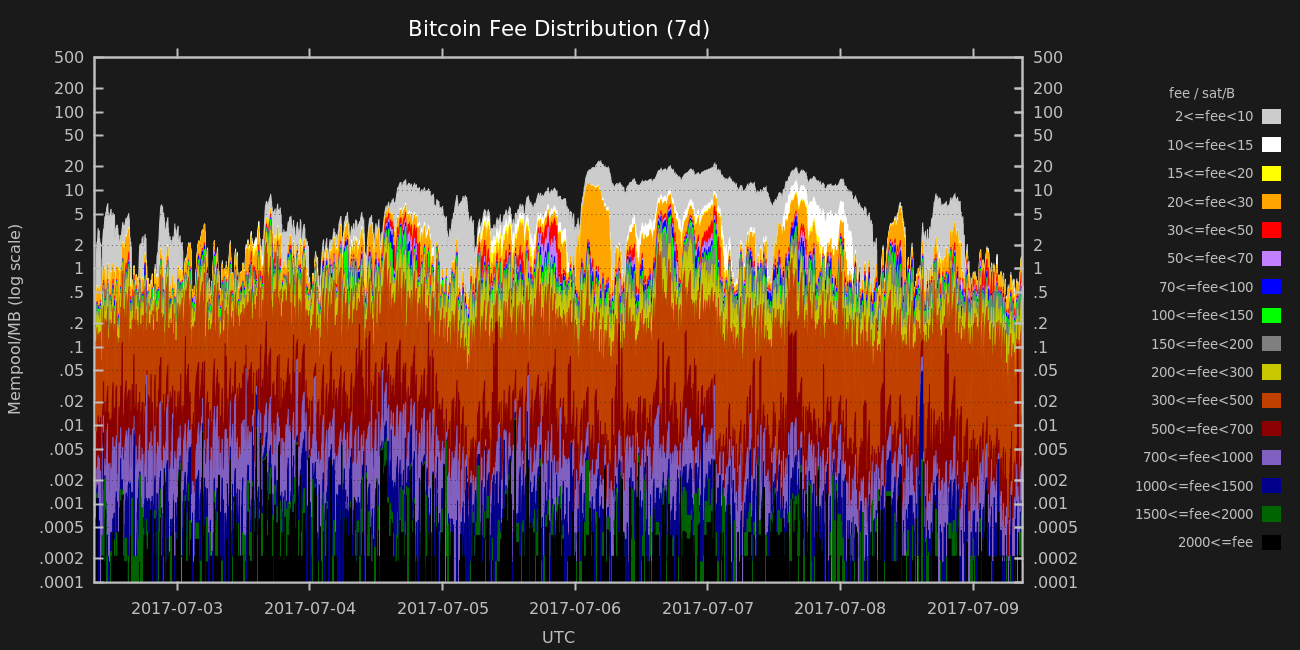 Bitcoin Fee Distribution (7d)
Mempool/MB (log scale)
500
200
100
50
20
10
5
2
1
.5
.2
.1
.05
.02
.01
.005
.002
.001
.0005
.0002
.0001
500
200
100
50
20
10
5
2
1
.5
.2
.1
.05
.02
.01
.005
.002
.001
.0005
.0002
.0001
2017-07-03 2017-07-04 2017-07-05 2017-07-06 2017-07-07 2017-07-08 2017-07-09
UTC
fee / sat/B
2<=fee<10
10<=fee<15
15<=fee<20
20<=fee<30
30<=fee<50
50<=fee<70
70<=fee<100
100<=fee<150
150<=fee<200
200<=fee<300
300<=fee<500
500<=fee<700
700<=fee<1000
1000<=fee<1500
1500<=fee<2000
2000<=fee